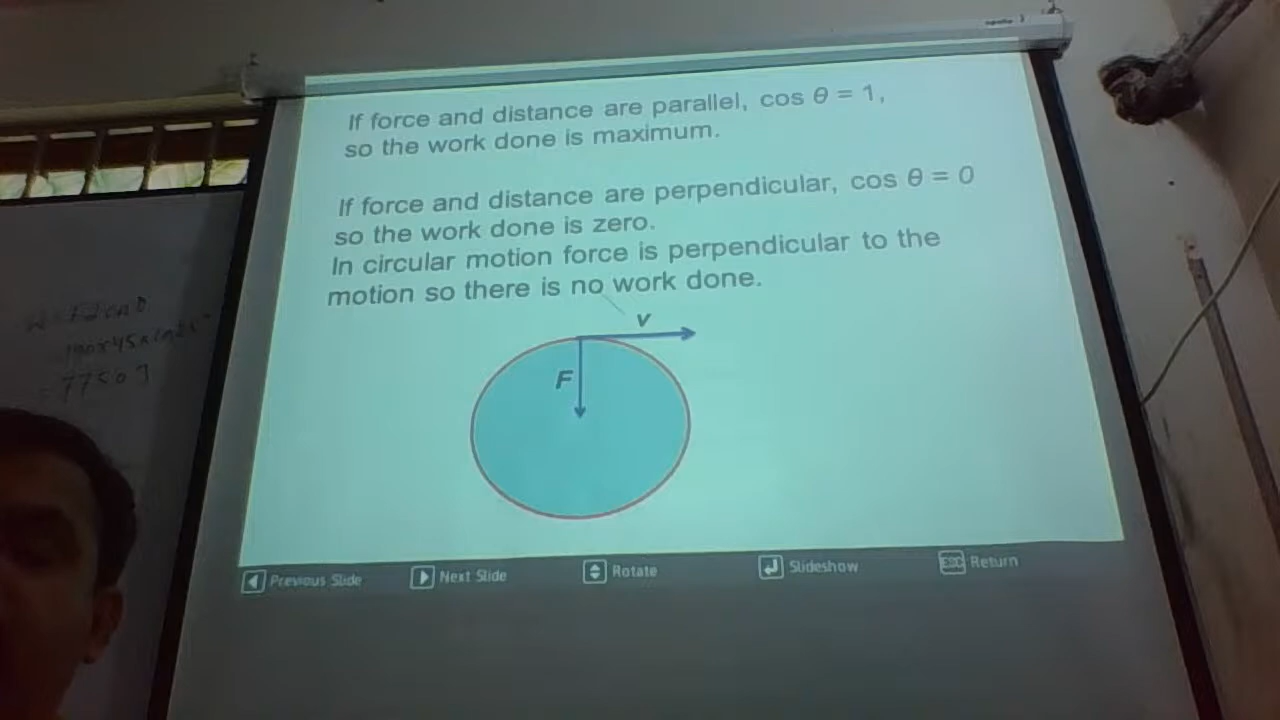 If force and distance are parallel, cos θ = 1,
so the work done is maximum.
If force and distance are perpendicular, cos θ = 0
so the work done is zero.
In circular motion force is perpendicular to the
motion so there is no work done.
v
F
Previous Slide
Next Slide
Rotate
Slideshow
ESC Return